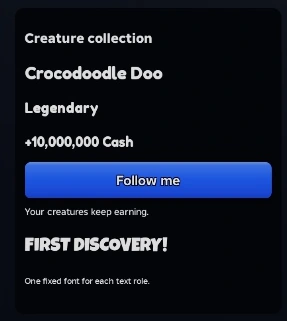 Creature collection
Crocodoodle Doo
Legendary
+10,000,000 Cash
Follow me
Your creatures keep earning.
FIRST DISCOVERY!
One fixed font for each text role.